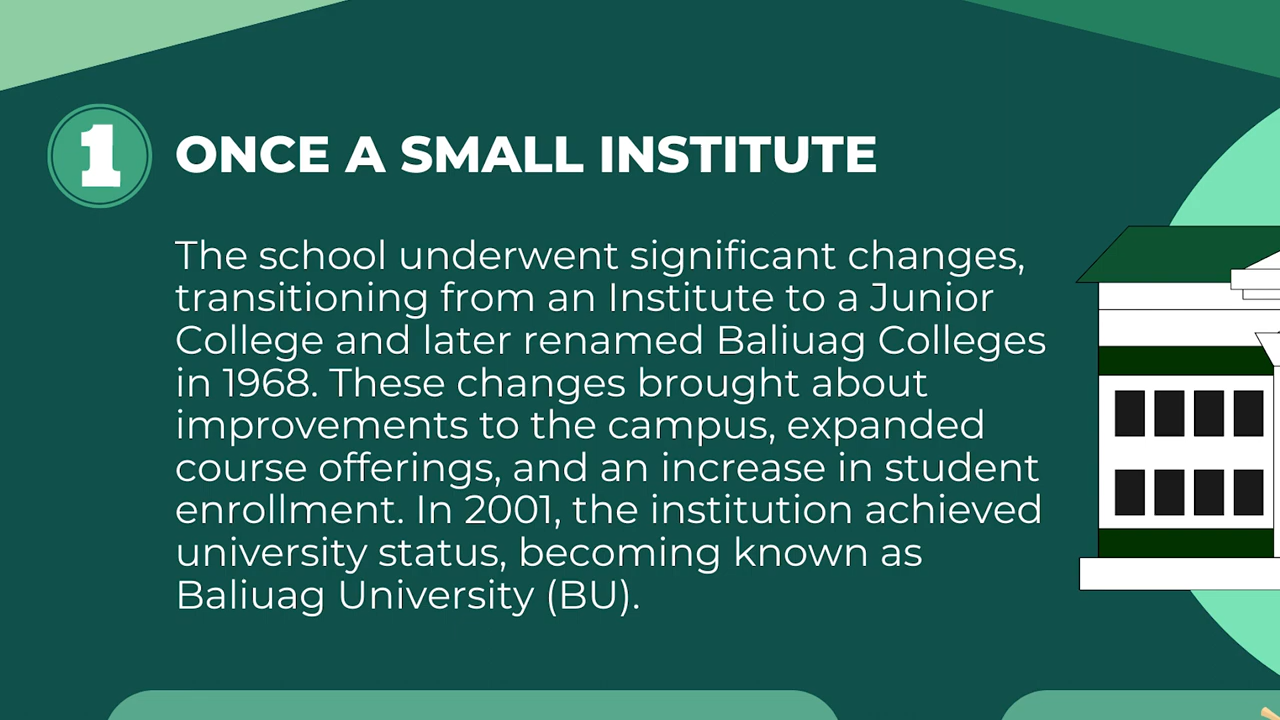 1 ONCE A SMALL INSTITUTE
The school underwent significant changes,
transitioning from an Institute to a Junior
College and later renamed Baliuag Colleges
in 1968. These changes brought about
improvements to the campus, expanded
course offerings, and an increase in student
enrollment. In 2001, the institution achieved
university status, becoming known as
Baliuag University (BU).